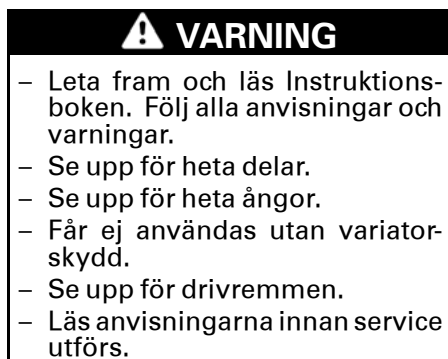 VARNING
– Leta fram och läs Instruktions-
boken. Följ alla anvisningar och
varningar.
– Se upp för heta delar.
– Se upp för heta ångor.
– Får ej användas utan variator-
skydd.
– Se upp för drivremmen.
– Läs anvisningarna innan service
utförs.